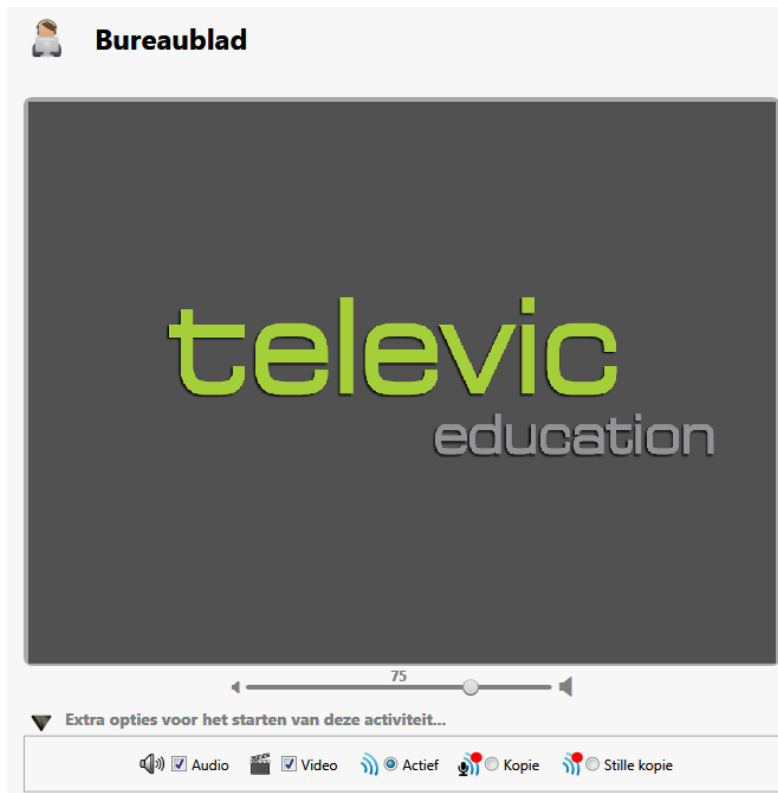 Bureaublad
televic
education
75
Extra opties voor het starten van deze activiteit...
Audio Video Actief Kopie Stille kopie